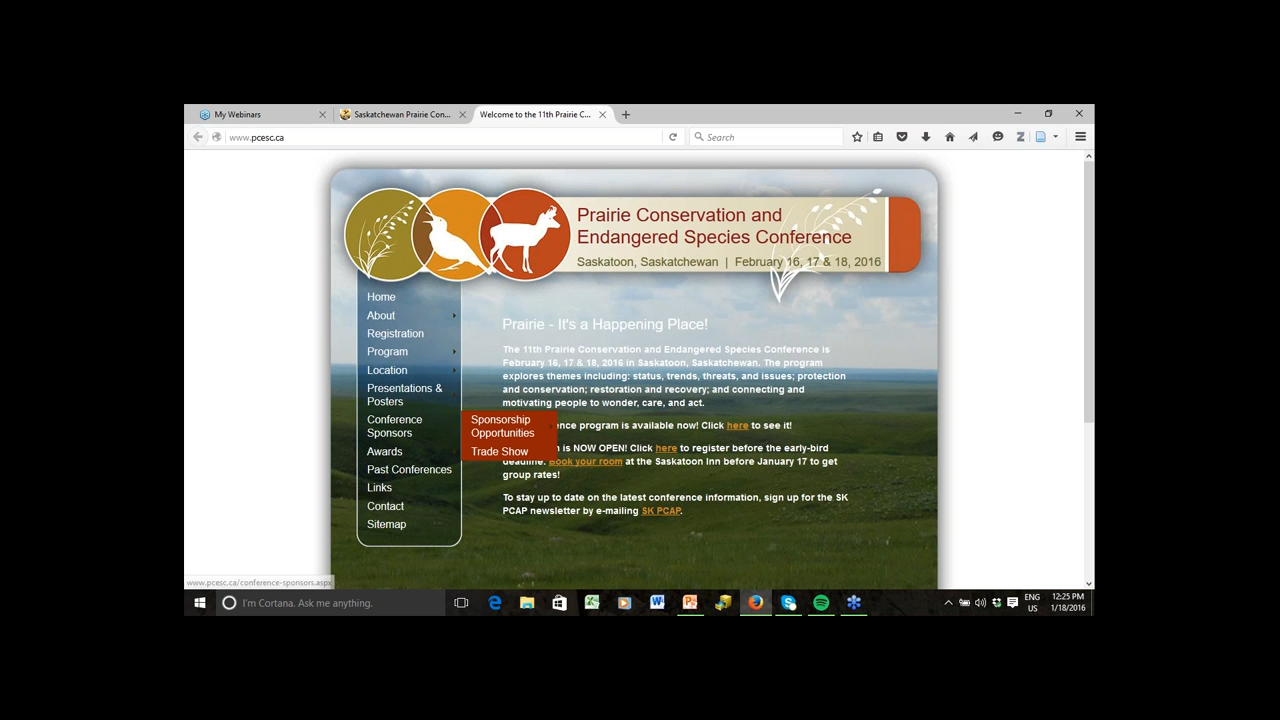 My Webinars
Saskatchewan Prairie Con...
Welcome to the 11th Prairie C...
www.pcesc.ca
Search
Prairie Conservation and
Endangered Species Conference
Saskatoon, Saskatchewan | February 16, 17 & 18, 2016
Home
About
Registration
Program
Location
Presentations &
Posters
Conference
Sponsors
Awards
Past Conferences
Links
Contact
Sitemap
Sponsorship
Opportunities
Trade Show
Prairie - It's a Happening Place!
The 11th Prairie Conservation and Endangered Species Conference is
February 16, 17 & 18, 2016 in Saskatoon, Saskatchewan. The program
explores themes including: status, trends, threats, and issues; protection
and conservation; restoration and recovery; and connecting and
motivating people to wonder, care, and act.
ence program is available now! Click here to see it!
is NOW OPEN! Click here to register before the early-bird
deadline. Book your room at the Saskatoon Inn before January 17 to get
group rates!
To stay up to date on the latest conference information, sign up for the SK
PCAP newsletter by e-mailing SK PCAP.
www.pcesc.ca/conference-sponsors.aspx
I'm Cortana. Ask me anything.
ENG
US
12:25 PM
1/18/2016